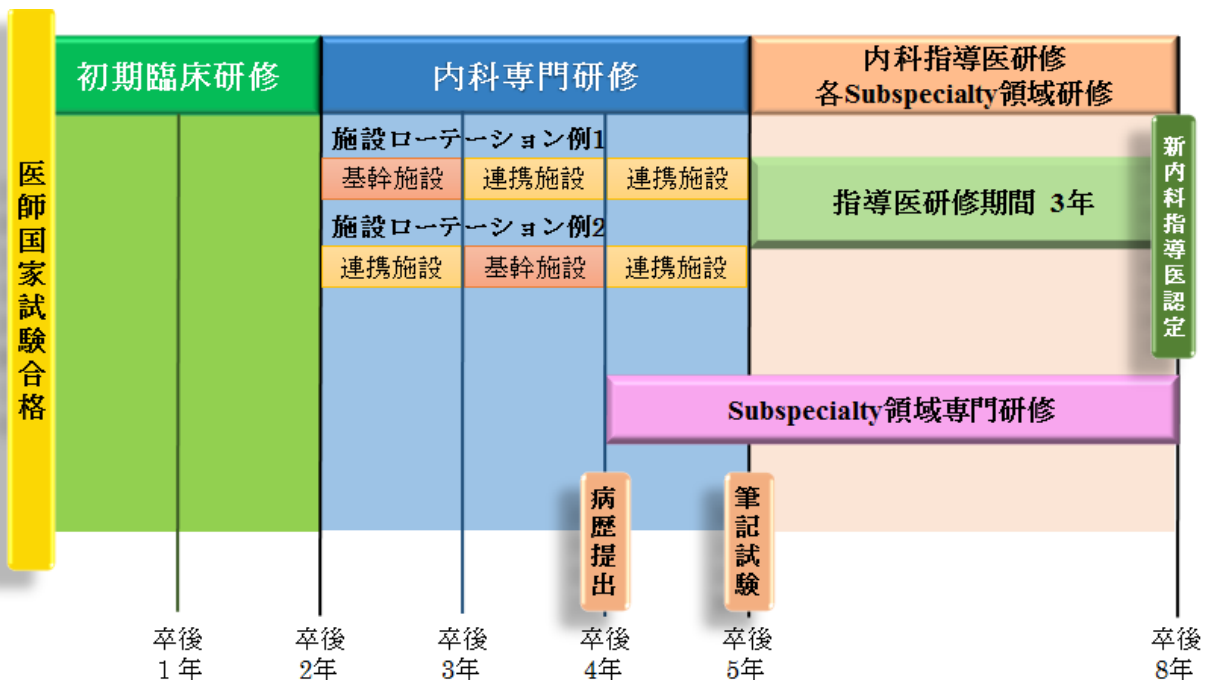 医師国家試験合格
初期臨床研修
内科専門研修
内科指導医研修
各Subspecialty領域研修
施設ローテーション例1
基幹施設
連携施設
連携施設
施設ローテーション例2
連携施設
基幹施設
連携施設
指導医研修期間 3年
新内科指導医認定
Subspecialty領域専門研修
病歴提出
筆記試験
卒後
1年
卒後
2年
卒後
3年
卒後
4年
卒後
5年
卒後
8年